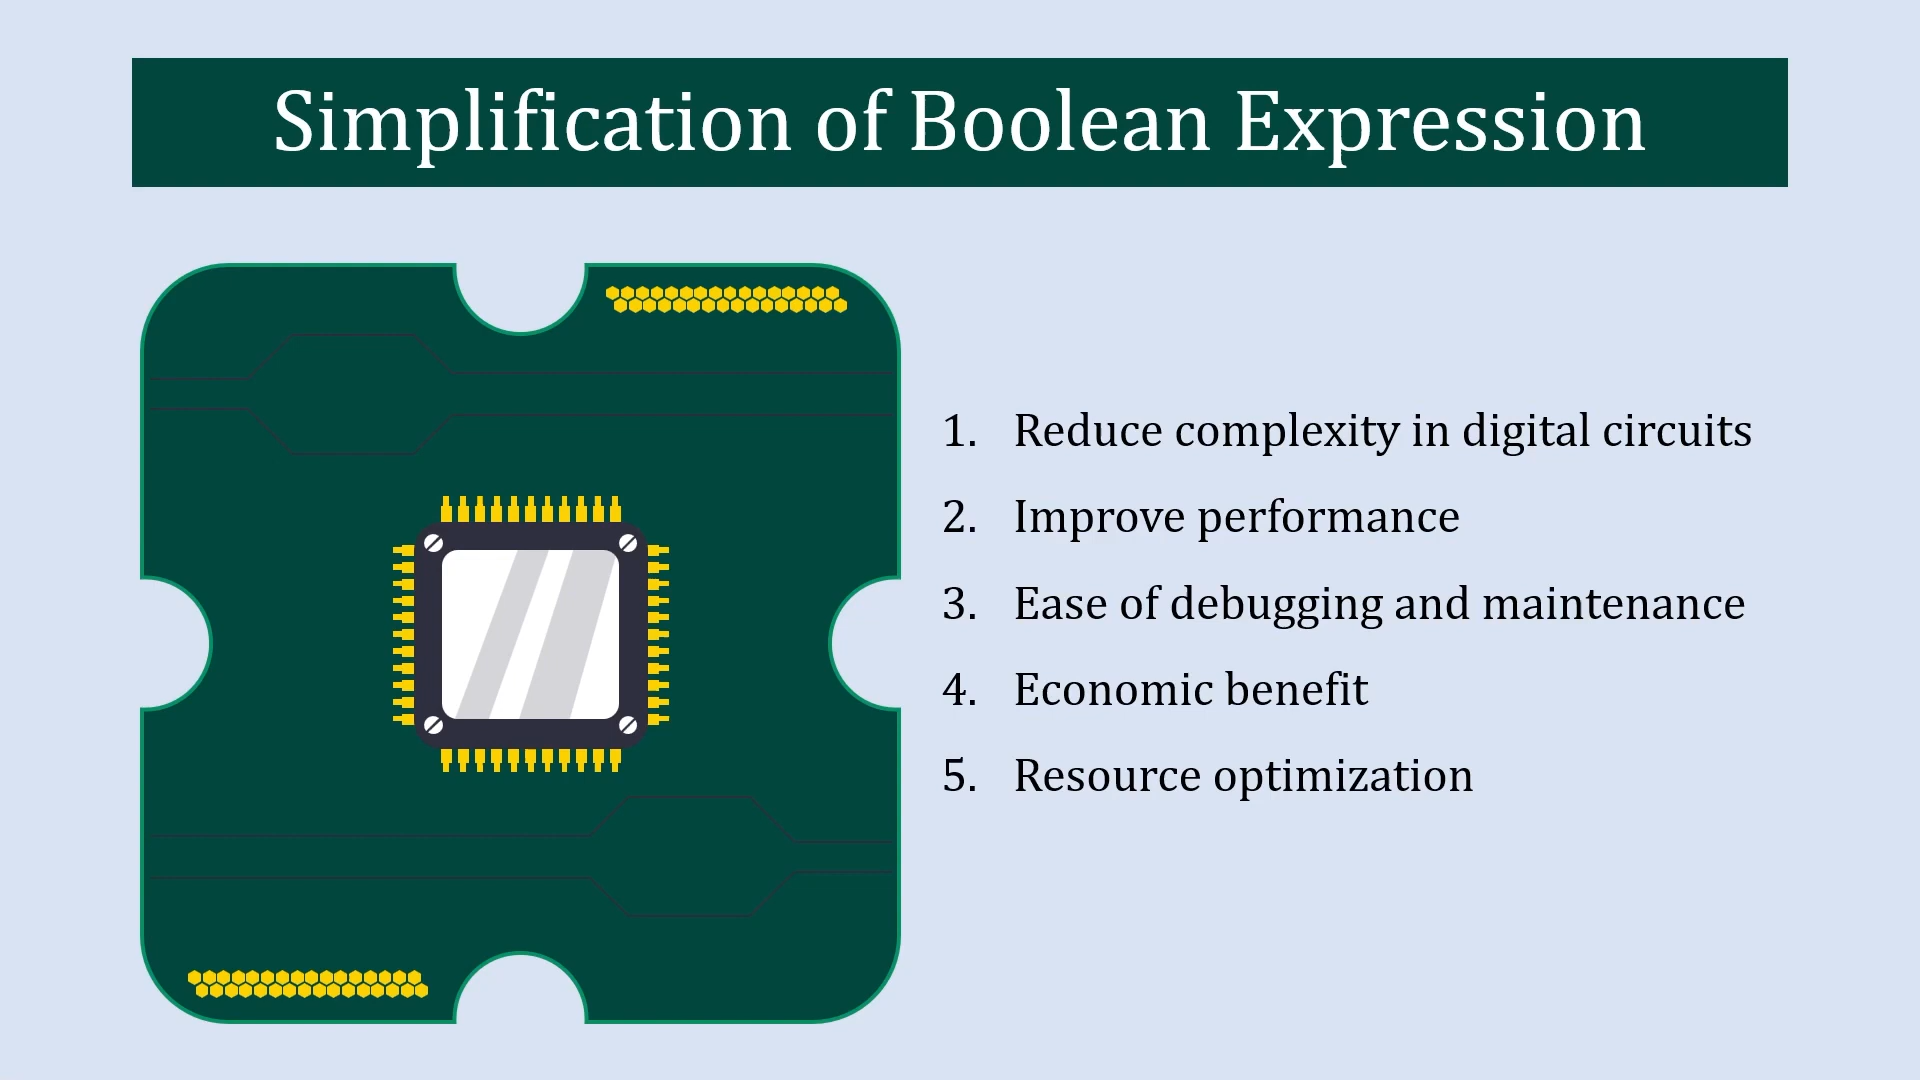 Simplification of Boolean Expression
1. Reduce complexity in digital circuits
2. Improve performance
3. Ease of debugging and maintenance
4. Economic benefit
5. Resource optimization